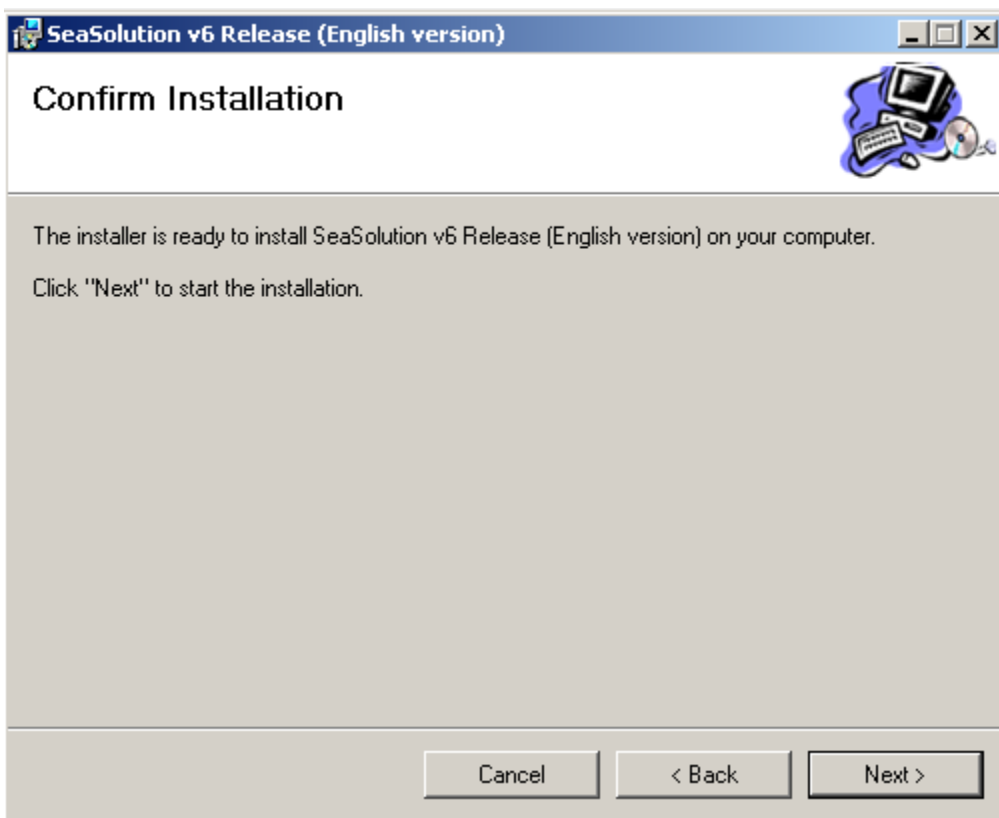 SeaSolution v6 Release (English version)
Confirm Installation
The installer is ready to install SeaSolution v6 Release (English version) on your computer.
Click "Next" to start the installation.
Cancel
< Back
Next >